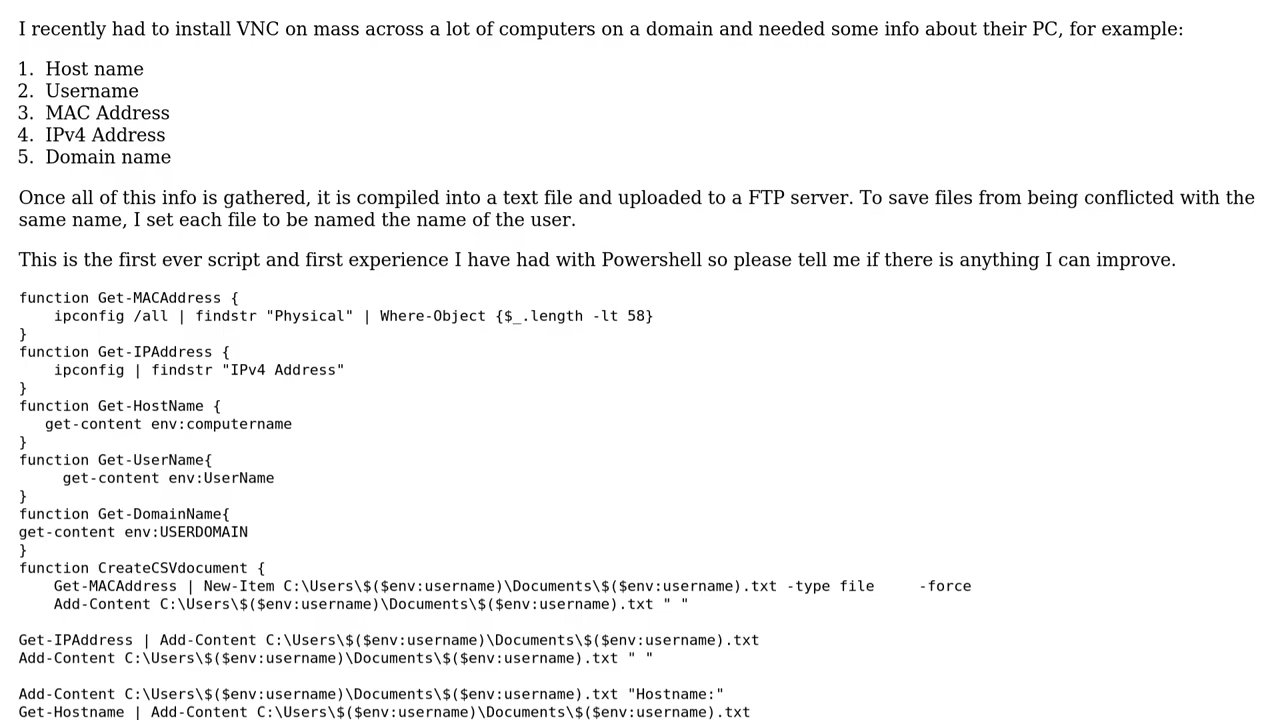 I recently had to install VNC on mass across a lot of computers on a domain and needed some info about their PC, for example:
1. Host name
2. Username
3. MAC Address
4. IPv4 Address
5. Domain name
Once all of this info is gathered, it is compiled into a text file and uploaded to a FTP server. To save files from being conflicted with the
same name, I set each file to be named the name of the user.
This is the first ever script and first experience I have had with Powershell so please tell me if there is anything I can improve.
function Get-MACAddress {
    ipconfig /all | findstr "Physical" | Where-Object {$_.length -lt 58}
}
function Get-IPAddress {
    ipconfig | findstr "IPv4 Address"
}
function Get-HostName {
   get-content env:computername
}
function Get-UserName{
     get-content env:UserName
}
function Get-DomainName{
get-content env:USERDOMAIN
}
function CreateCSVdocument {
    Get-MACAddress | New-Item C:\Users\$($env:username)\Documents\$($env:username).txt -type file     -force
    Add-Content C:\Users\$($env:username)\Documents\$($env:username).txt " "
Get-IPAddress | Add-Content C:\Users\$($env:username)\Documents\$($env:username).txt
Add-Content C:\Users\$($env:username)\Documents\$($env:username).txt " "
Add-Content C:\Users\$($env:username)\Documents\$($env:username).txt "Hostname:"
Get-Hostname | Add-Content C:\Users\$($env:username)\Documents\$($env:username).txt